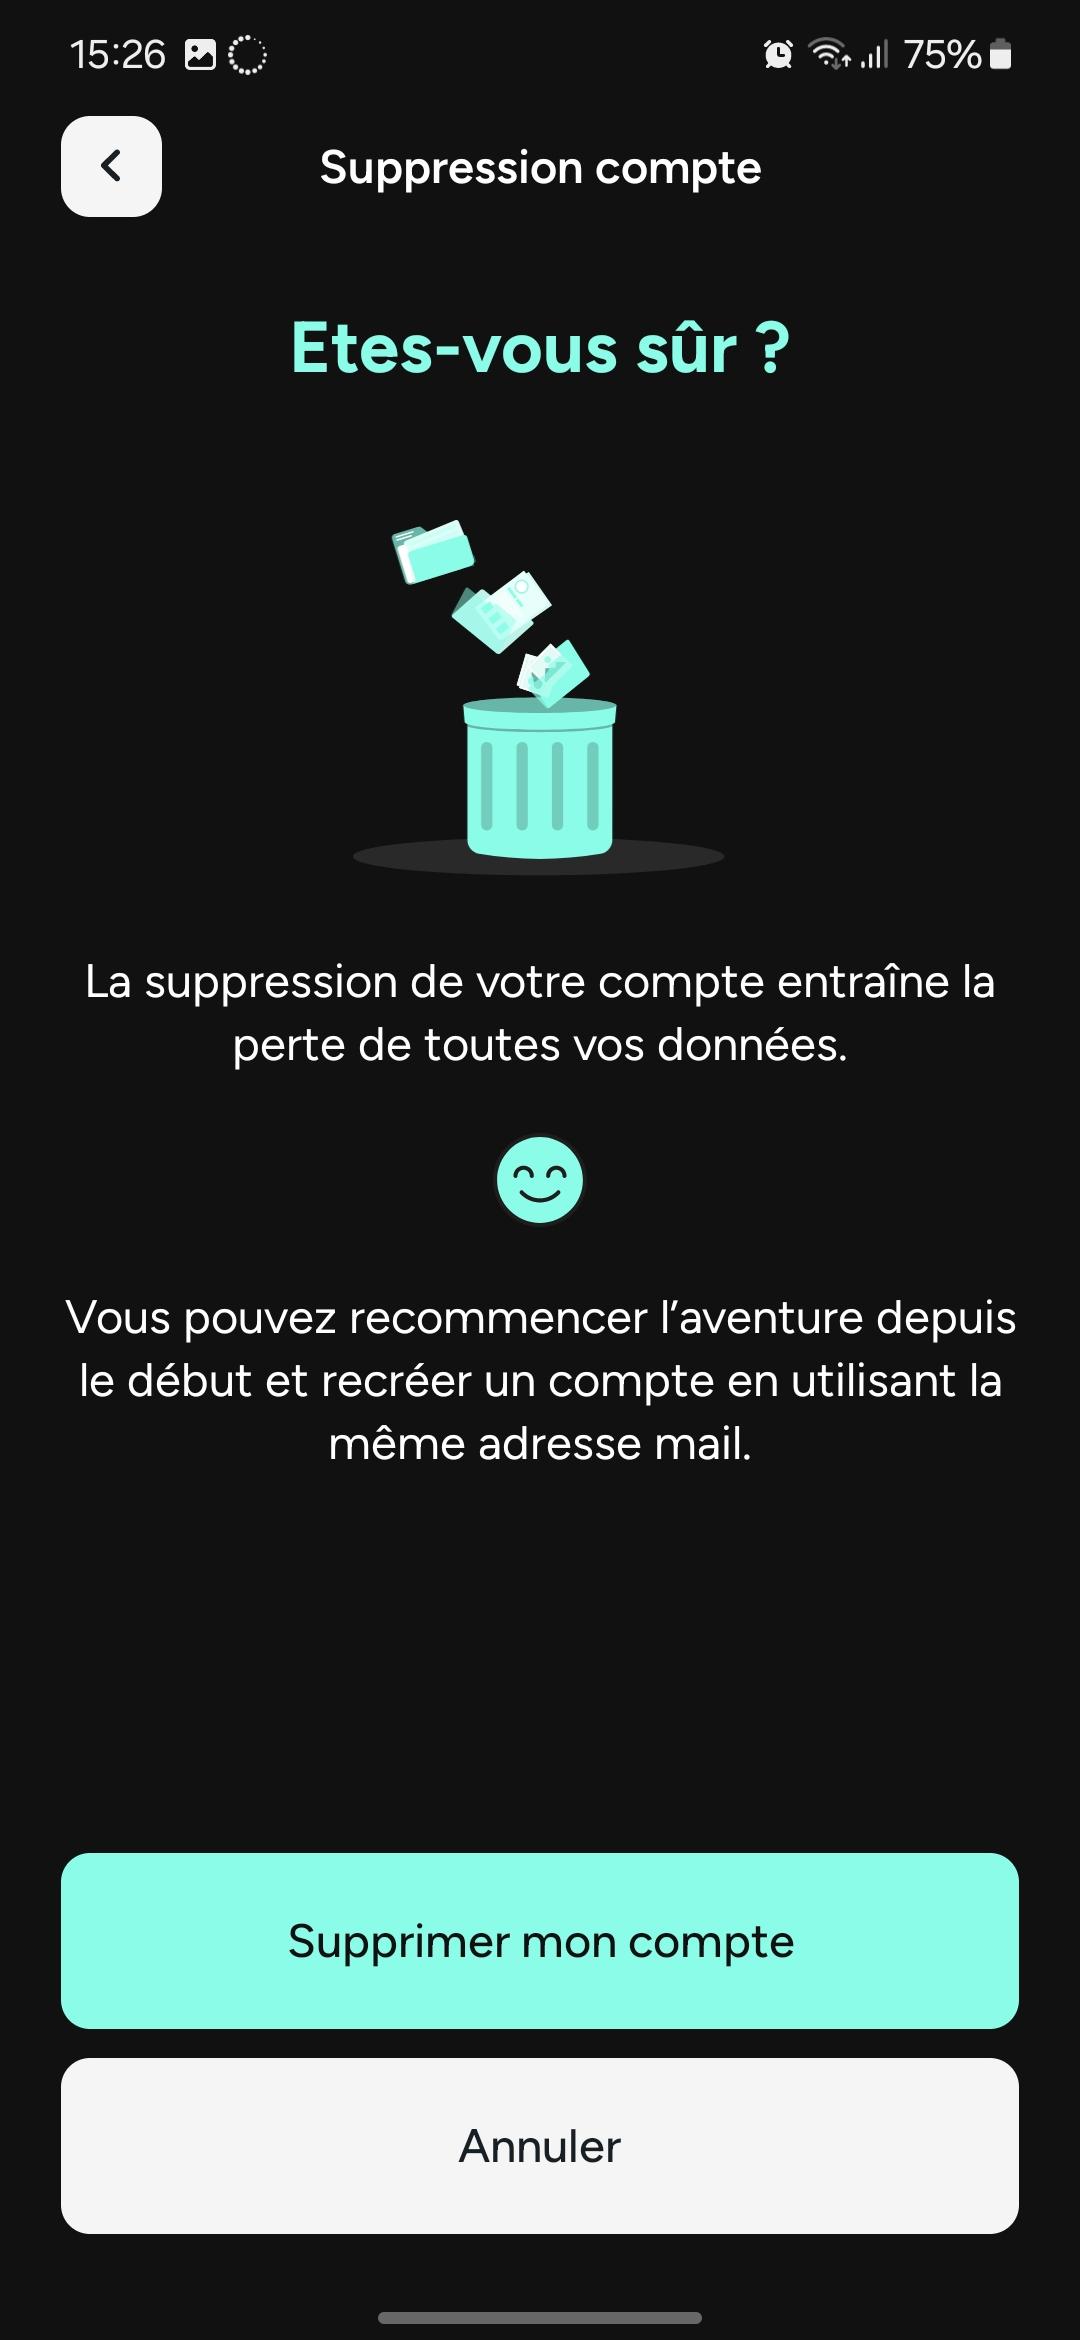 15:26
75%
Suppression compte
Etes-vous sûr ?
La suppression de votre compte entraîne la
perte de toutes vos données.
Vous pouvez recommencer l’aventure depuis
le début et recréer un compte en utilisant la
même adresse mail.
Supprimer mon compte
Annuler